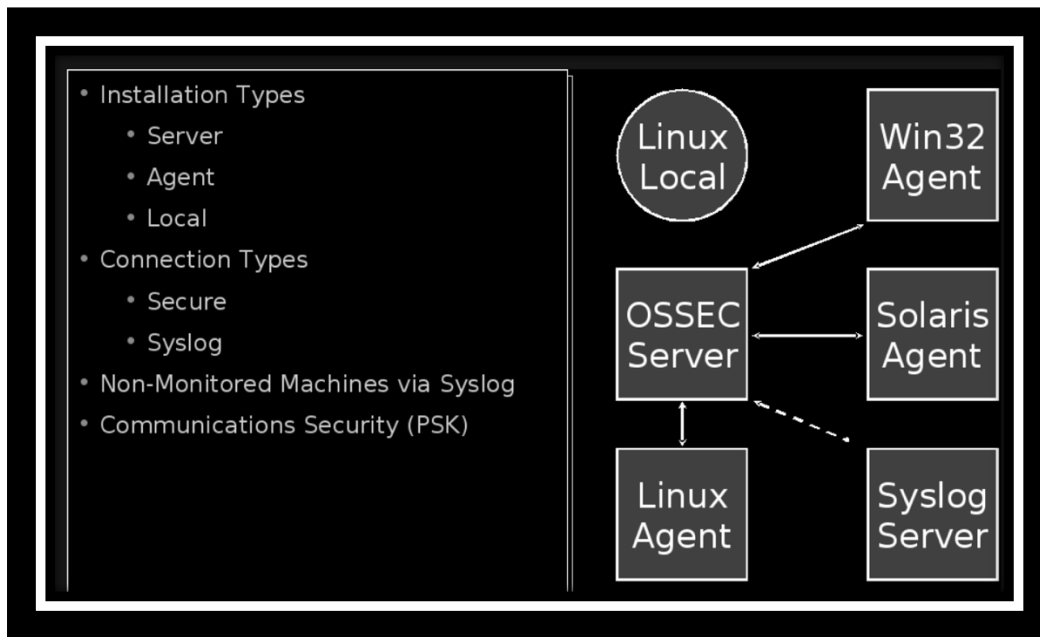 Installation Types
Server
Agent
Local
Connection Types
Secure
Syslog
Non-Monitored Machines via Syslog
Communications Security (PSK)
Linux
Local
Win32
Agent
OSSEC
Server
Solaris
Agent
Linux
Agent
Syslog
Server